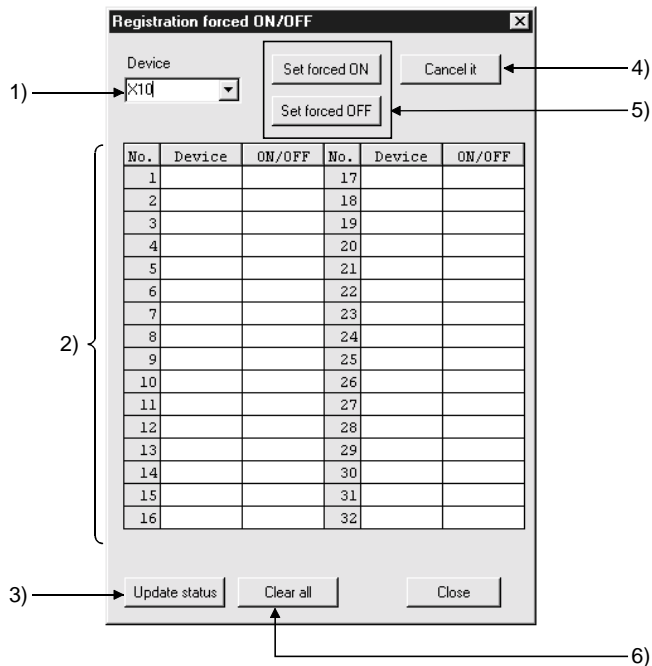 Registration forced ON/OFF
Device
Set forced ON
Cancel it
4)
1)
X10
Set forced OFF
5)
No. Device ON/OFF No. Device ON/OFF
1 17
2 18
3 19
4 20
5 21
6 22
7 23
2) 8 24
9 25
10 26
11 27
12 28
13 29
14 30
15 31
16 32
3) Update status Clear all Close
6)